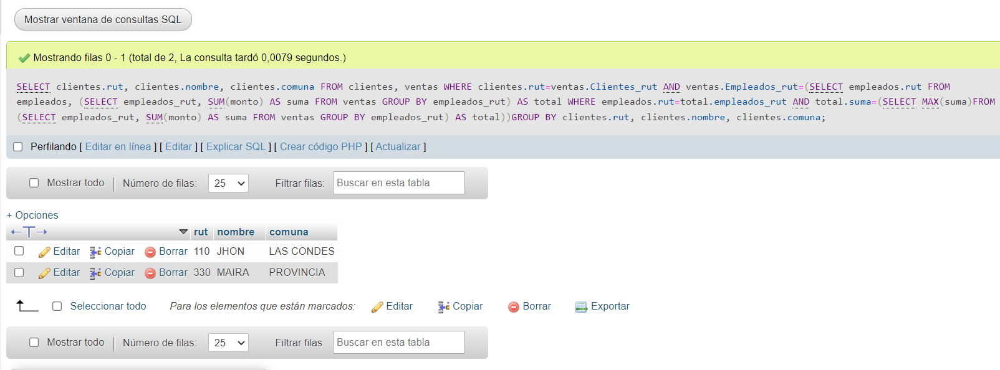 Mostrar ventana de consultas SQL
Mostrando filas 0 - 1 (total de 2, La consulta tardó 0,0079 segundos.)
SELECT clientes.rut, clientes.nombre, clientes.comuna FROM clientes, ventas WHERE clientes.rut=ventas.Clientes_rut AND ventas.Empleados_rut=(SELECT empleados.rut FROM
empleados, (SELECT empleados_rut, SUM(monto) AS suma FROM ventas GROUP BY empleados_rut) AS total WHERE empleados.rut=total.empleados_rut AND total.suma=(SELECT MAX(suma)FROM
(SELECT empleados_rut, SUM(monto) AS suma FROM ventas GROUP BY empleados_rut) AS total))GROUP BY clientes.rut, clientes.nombre, clientes.comuna;
Perfilando [ Editar en línea ] [ Editar ] [ Explicar SQL ] [ Crear código PHP ] [ Actualizar ]
Mostrar todo Número de filas: 25 Filtrar filas: Buscar en esta tabla
+ Opciones
←T→ rut nombre comuna
Editar Copiar Borrar 110 JHON LAS CONDES
Editar Copiar Borrar 330 MAIRA PROVINCIA
Seleccionar todo Para los elementos que están marcados: Editar Copiar Borrar Exportar
Mostrar todo Número de filas: 25 Filtrar filas: Buscar en esta tabla